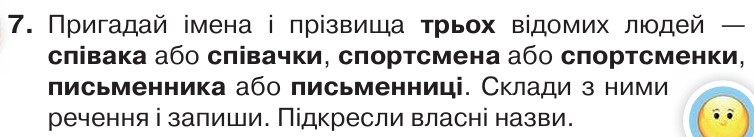 7. Пригадай імена і прізвища трьох відомих людей —
співака або співачки, спортсмена або спортсменки,
письменника або письменниці. Склади з ними
речення і запиши. Підкресли власні назви.